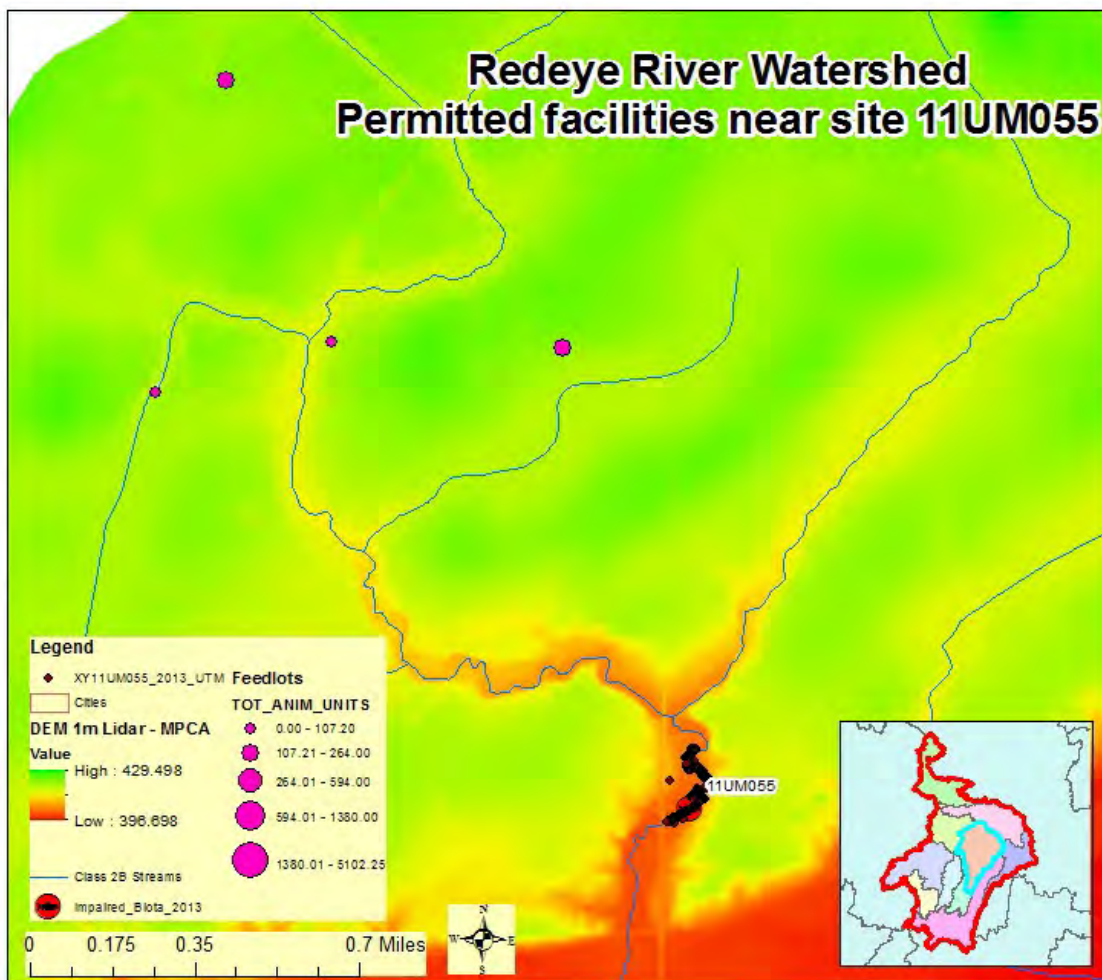 Redeye River Watershed
Permitted facilities near site 11UM055
11UM055
Legend
XY11UM055_2013_UTM
Cities
DEM 1m Lidar - MPCA
Value
High : 429.498
Low : 396.698
Class 2B Streams
Impaired_Biota_2013
Feedlots
TOT_ANIM_UNITS
0.00 - 107.20
107.21 - 264.00
264.01 - 594.00
594.01 - 1380.00
1380.01 - 5102.25
0 0.175 0.35 0.7 Miles
N
W E
S